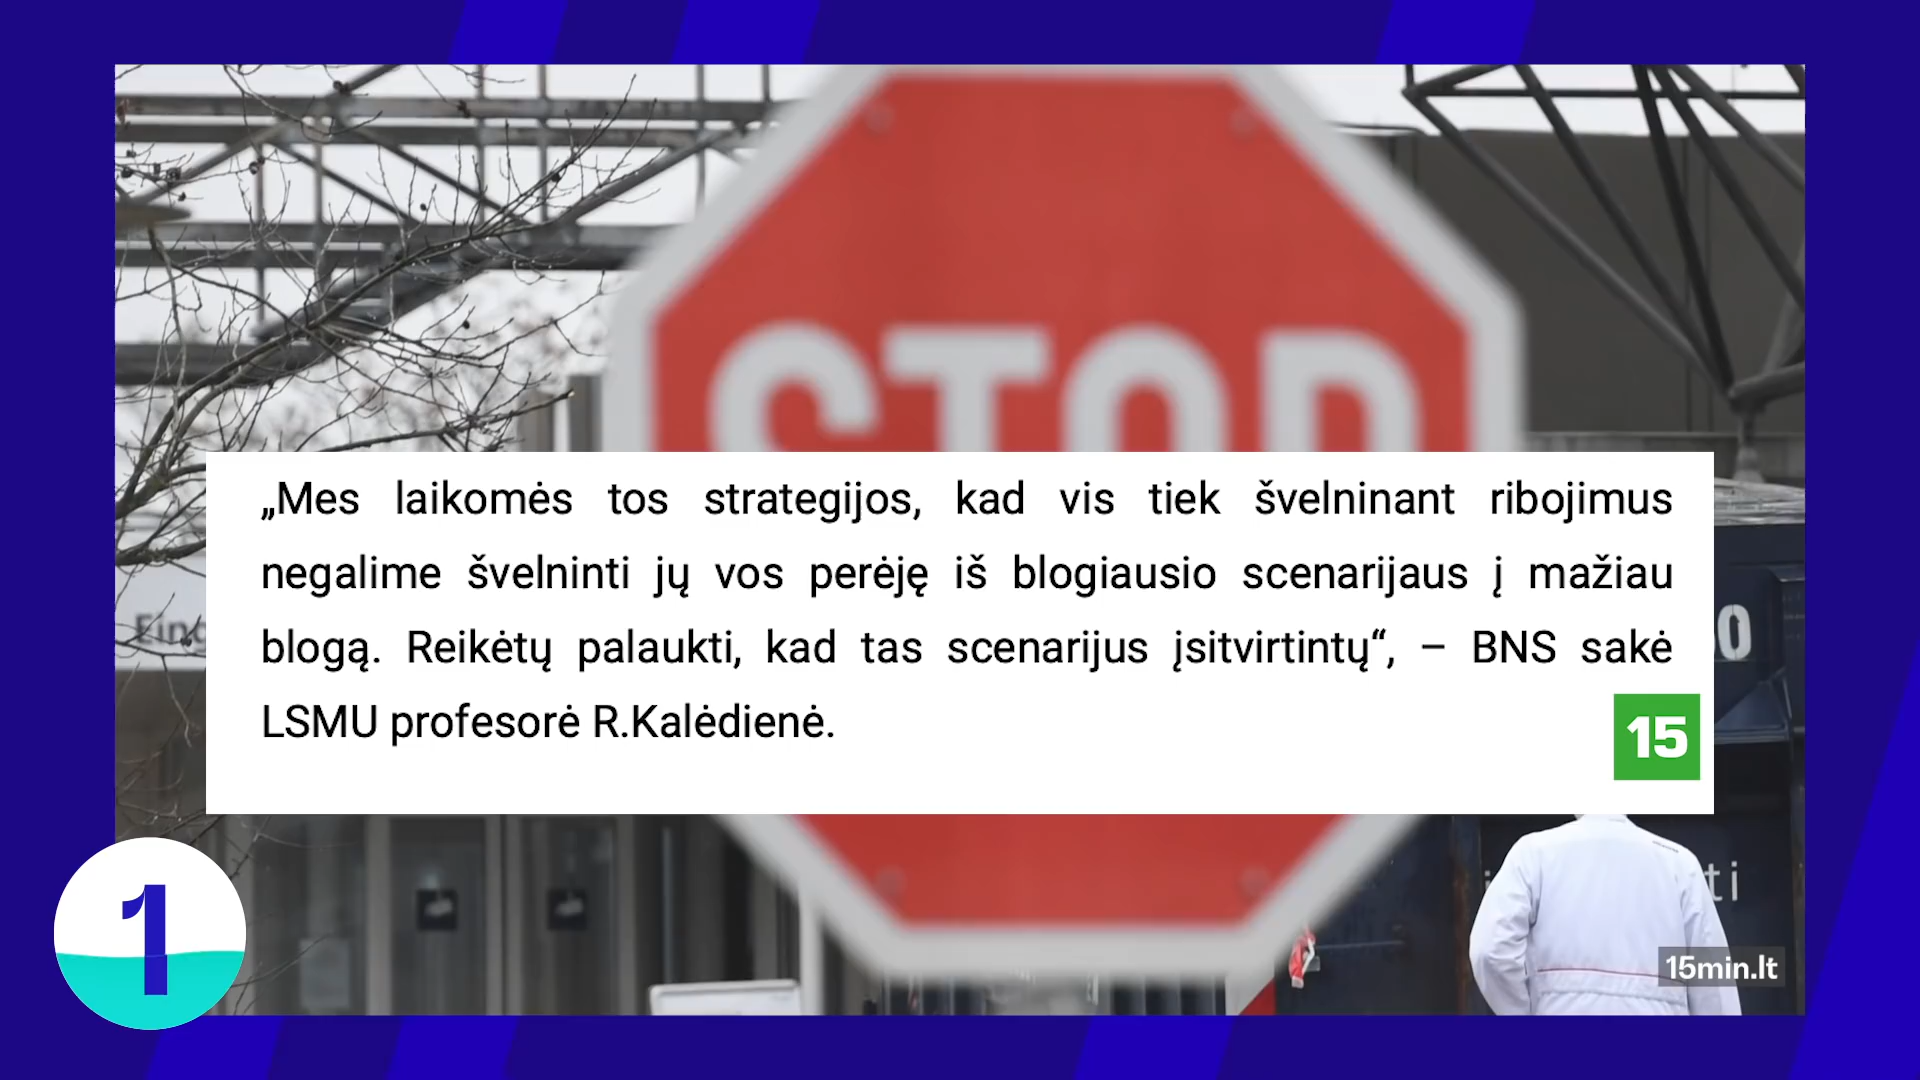 STOP
„Mes laikomės tos strategijos, kad vis tiek švelninant ribojimus
negalime švelninti jų vos perėję iš blogiausio scenarijaus į mažiau
blogą. Reikėtų palaukti, kad tas scenarijus įsitvirtintų“, – BNS sakė
LSMU profesorė R.Kalėdienė.
15
1
15min.lt